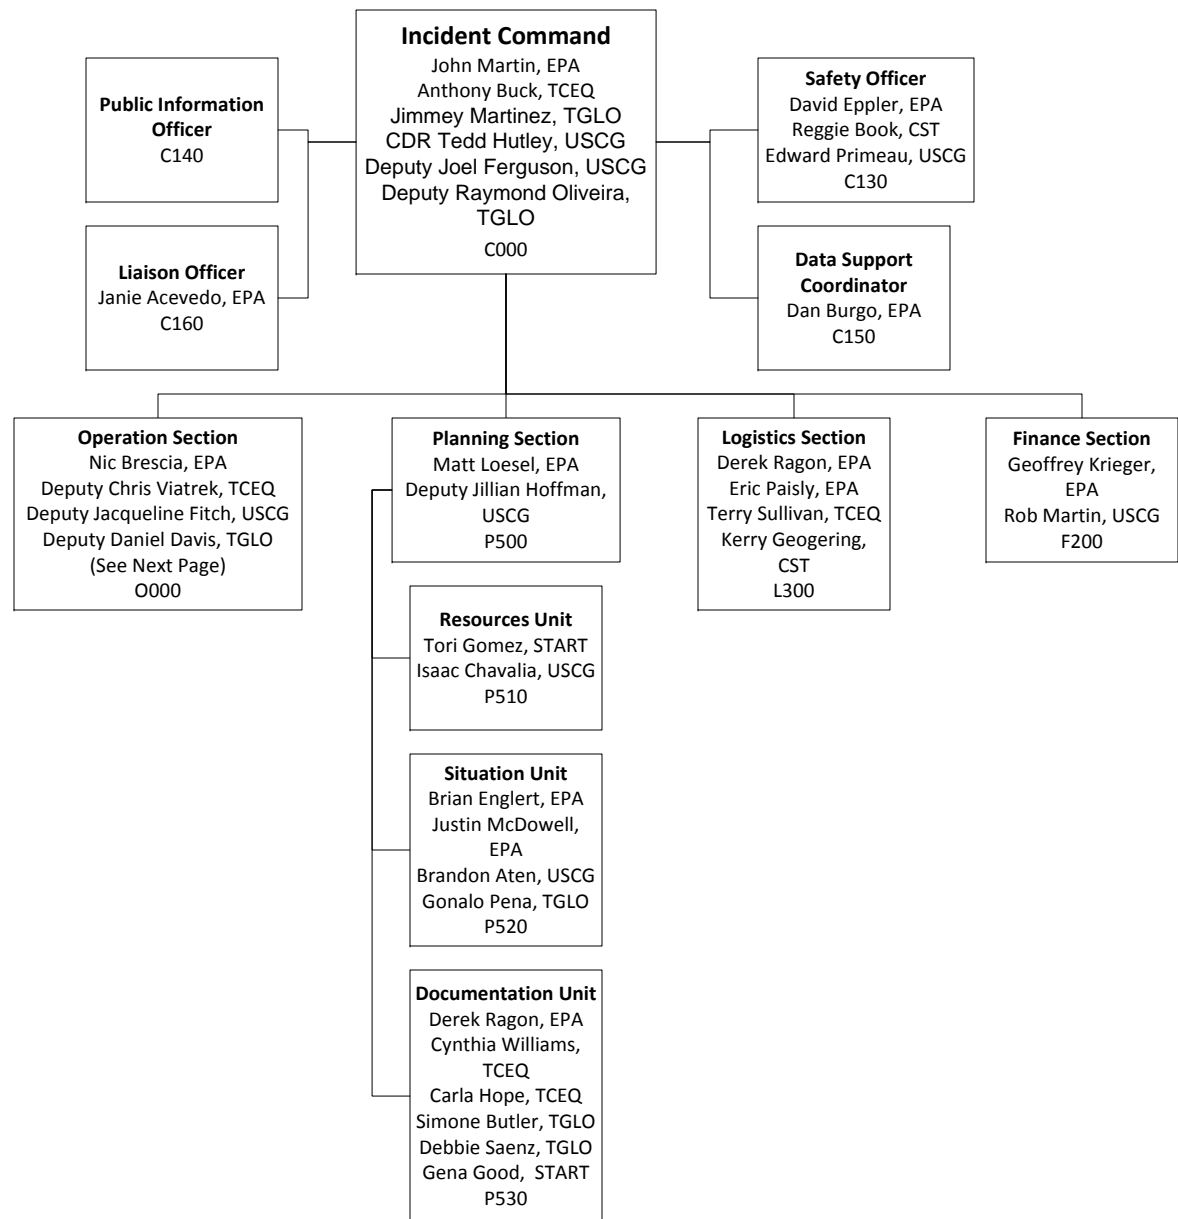 Incident Command
John Martin, EPA
Anthony Buck, TCEQ
Jimmey Martinez, TGLO
CDR Tedd Hutley, USCG
Deputy Joel Ferguson, USCG
Deputy Raymond Oliveira,
TGLO
C000
Public Information
Officer
C140
Safety Officer
David Eppler, EPA
Reggie Book, CST
Edward Primeau, USCG
C130
Liaison Officer
Janie Acevedo, EPA
C160
Data Support
Coordinator
Dan Burgo, EPA
C150
Operation Section
Nic Brescia, EPA
Deputy Chris Viatrek, TCEQ
Deputy Jacqueline Fitch, USCG
Deputy Daniel Davis, TGLO
(See Next Page)
O000
Planning Section
Matt Loesel, EPA
Deputy Jillian Hoffman,
USCG
P500
Logistics Section
Derek Ragon, EPA
Eric Paisly, EPA
Terry Sullivan, TCEQ
Kerry Geogering,
CST
L300
Finance Section
Geoffrey Krieger,
EPA
Rob Martin, USCG
F200
Resources Unit
Tori Gomez, START
Isaac Chavalia, USCG
P510
Situation Unit
Brian Englert, EPA
Justin McDowell,
EPA
Brandon Aten, USCG
Gonalo Pena, TGLO
P520
Documentation Unit
Derek Ragon, EPA
Cynthia Williams,
TCEQ
Carla Hope, TCEQ
Simone Butler, TGLO
Debbie Saenz, TGLO
Gena Good, START
P530